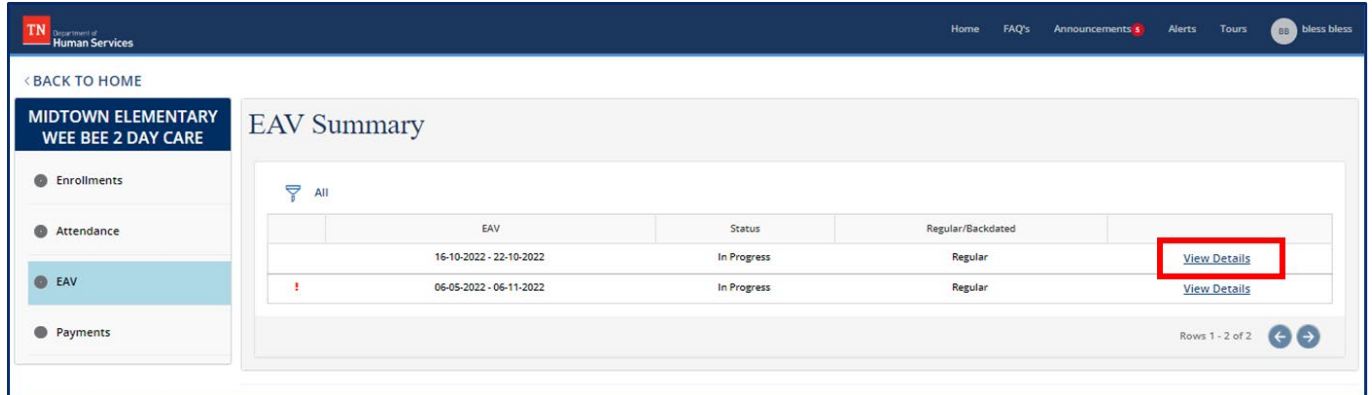 TN Department of Human Services
Home FAQ's Announcements 5 Alerts Tours BB bless bless
<BACK TO HOME
MIDTOWN ELEMENTARY
WEE BEE 2 DAY CARE
Enrollments
Attendance
EAV
Payments
EAV Summary
All
EAV Status Regular/Backdated
16-10-2022 - 22-10-2022 In Progress Regular View Details
! 06-05-2022 - 06-11-2022 In Progress Regular View Details
Rows 1 - 2 of 2